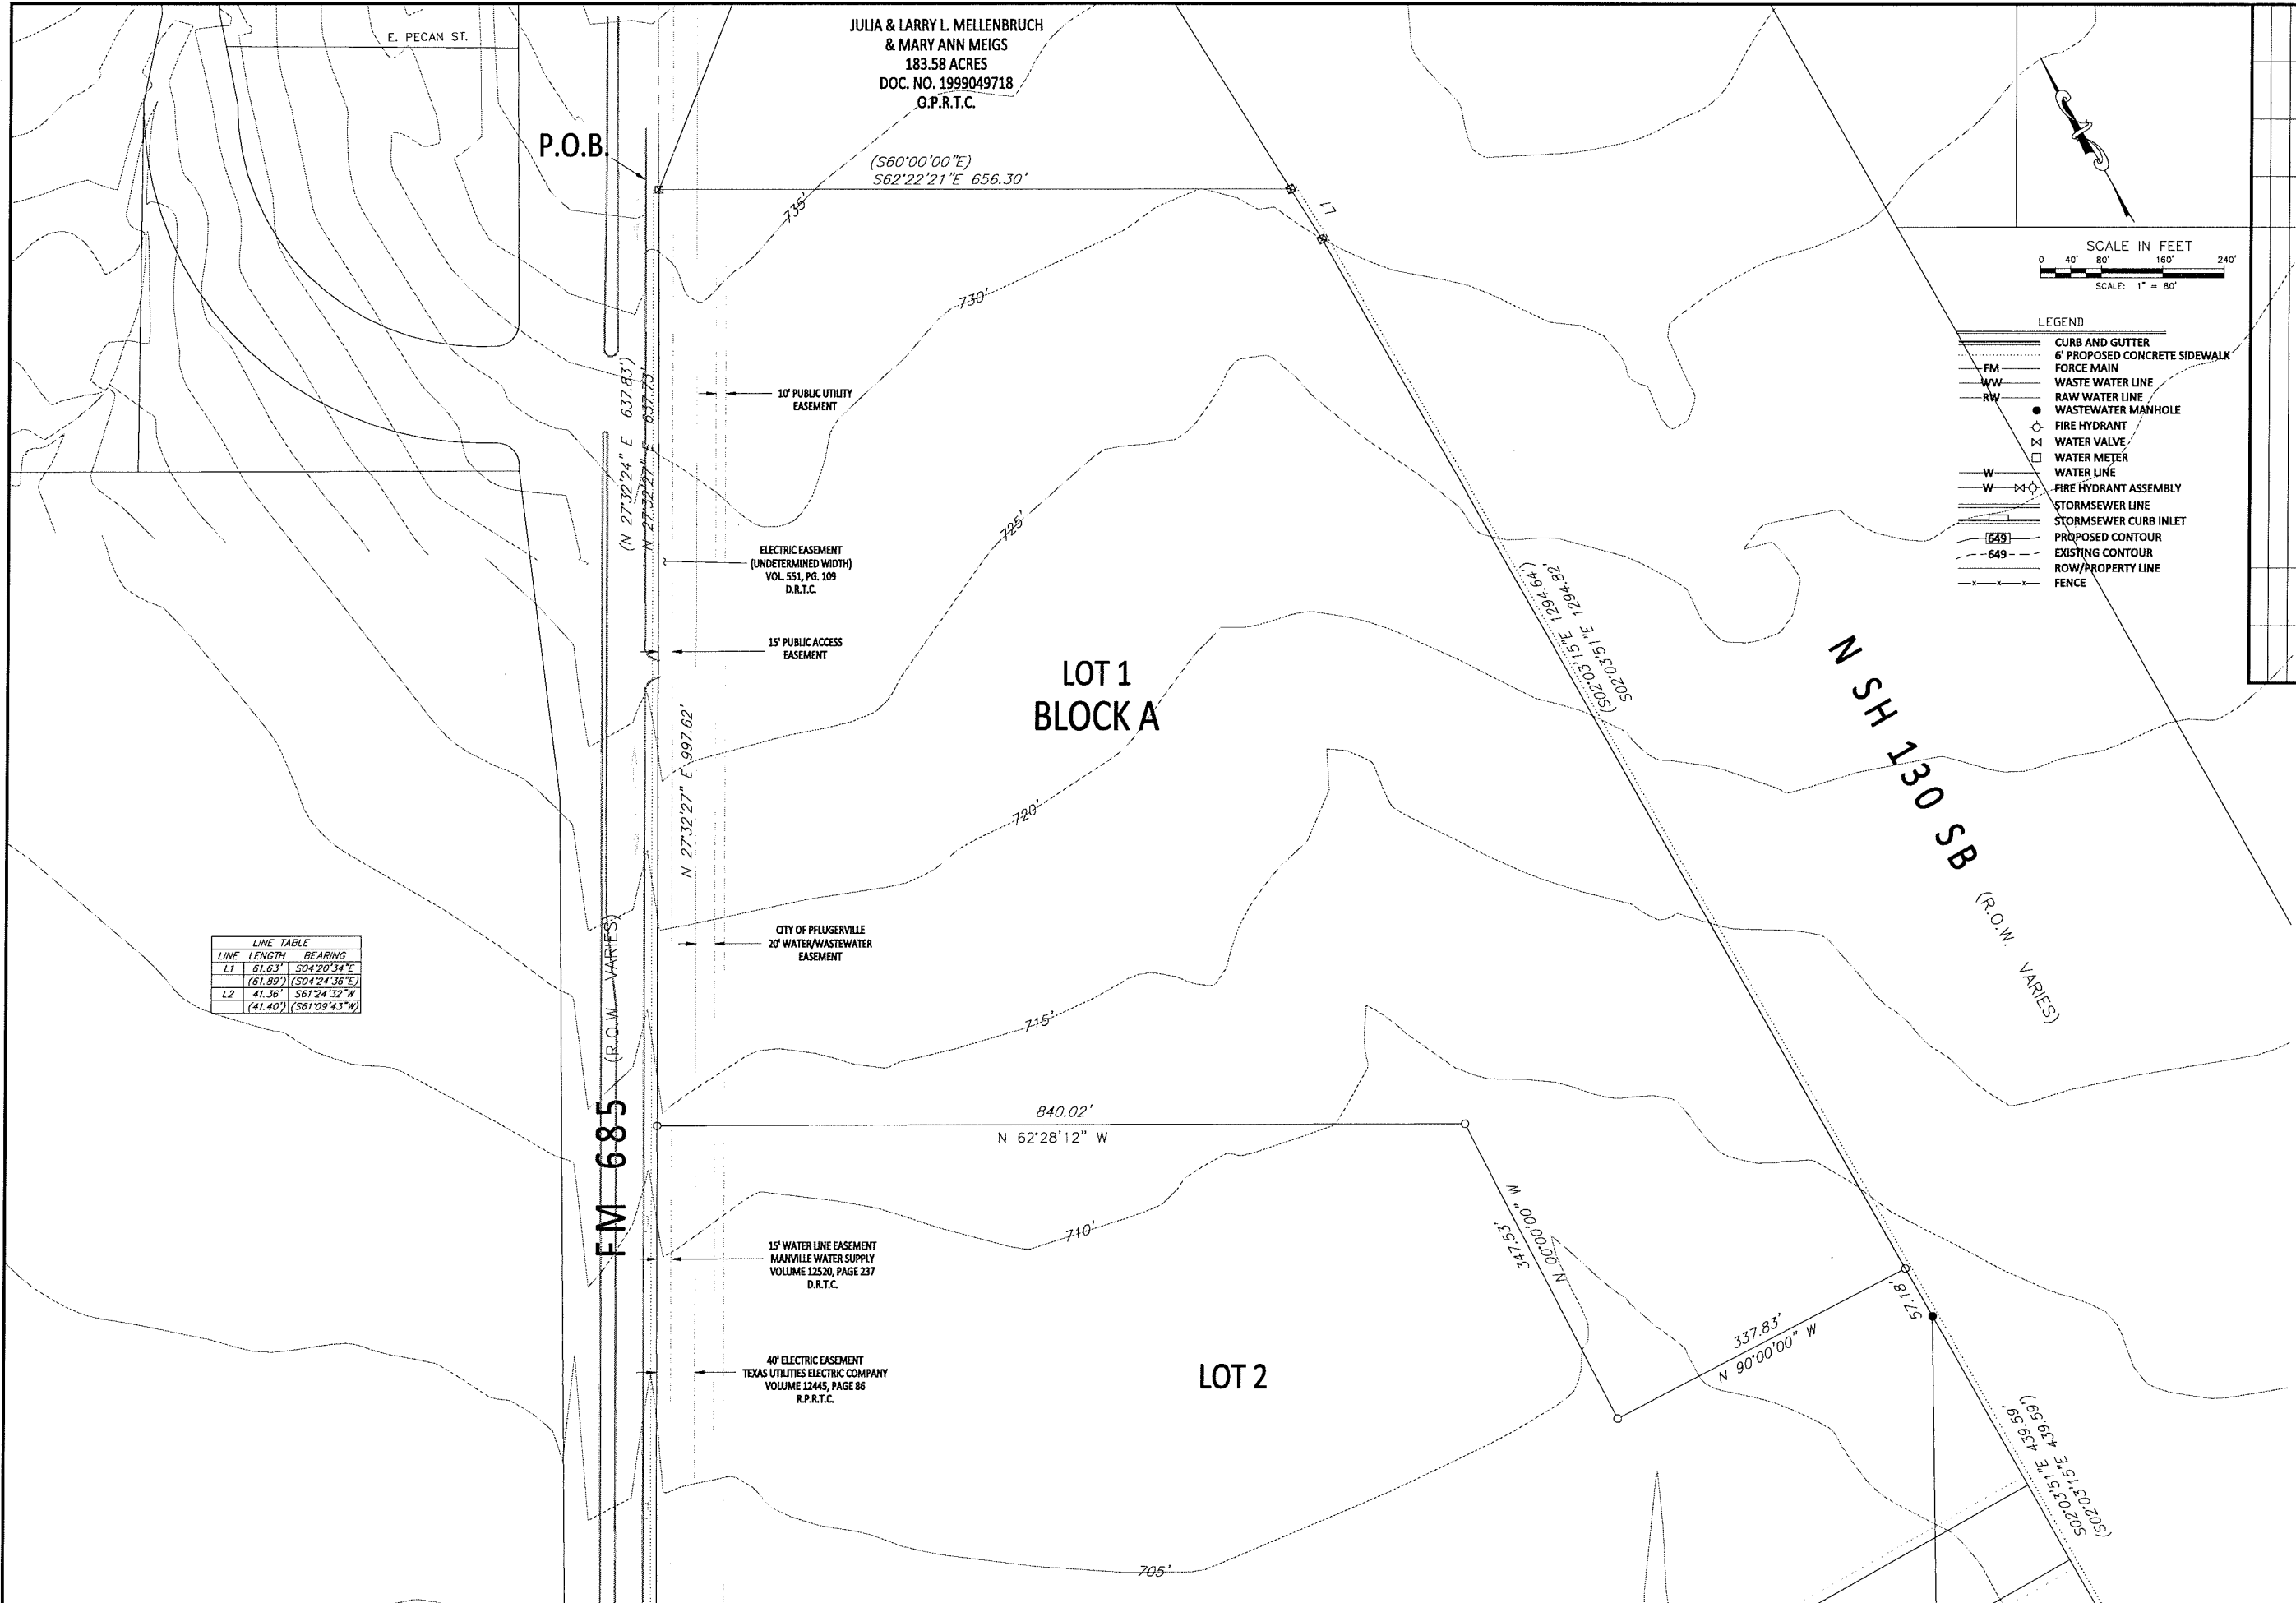 E. PECAN ST.
JULIA & LARRY L. MELLENBRUCH
& MARY ANN MEIGS
183.58 ACRES
DOC. NO. 1999049718
O.P.R.T.C.
P.O.B.
(S60°00'00"E)
S62°22'21"E 656.30'
L1
735'
730'
725'
720'
715'
710'
705'
SCALE IN FEET
0 40' 80' 160' 240'
SCALE: 1" = 80'
LEGEND
CURB AND GUTTER
6' PROPOSED CONCRETE SIDEWALK
FM FORCE MAIN
WW WASTE WATER LINE
RW RAW WATER LINE
WASTEWATER MANHOLE
FIRE HYDRANT
WATER VALVE
WATER METER
W WATER LINE
W FIRE HYDRANT ASSEMBLY
STORMSEWER LINE
STORMSEWER CURB INLET
649 PROPOSED CONTOUR
649 EXISTING CONTOUR
ROW/PROPERTY LINE
x x x FENCE
(N 27°32'24" E 637.83')
N 27°32'27" E 637.73'
10' PUBLIC UTILITY
EASEMENT
ELECTRIC EASEMENT
(UNDETERMINED WIDTH)
VOL. 551, PG. 109
D.R.T.C.
15' PUBLIC ACCESS
EASEMENT
N 27°32'27" E 997.62'
LOT 1
BLOCK A
(S02°03'15"E 1294.64')
S02°03'51"E 1294.82'
N SH 130 SB
(R.O.W. VARIES)
CITY OF PFLUGERVILLE
20' WATER/WASTEWATER
EASEMENT
LINE TABLE
LINE LENGTH BEARING
L1 61.63' S04°20'34"E
(61.89') (S04°24'36"E)
L2 41.36' S61°24'32"W
(41.40') (S61°09'43"W)
FM 685
(R.O.W. VARIES)
840.02'
N 62°28'12" W
15' WATER LINE EASEMENT
MANVILLE WATER SUPPLY
VOLUME 12520, PAGE 237
D.R.T.C.
40' ELECTRIC EASEMENT
TEXAS UTILITIES ELECTRIC COMPANY
VOLUME 12445, PAGE 86
R.P.R.T.C.
LOT 2
347.53'
N 00°00'00" W
337.83'
N 90°00'00" W
57.18'
S02°03'51"E 439.59'
(S02°03'15"E 439.59')